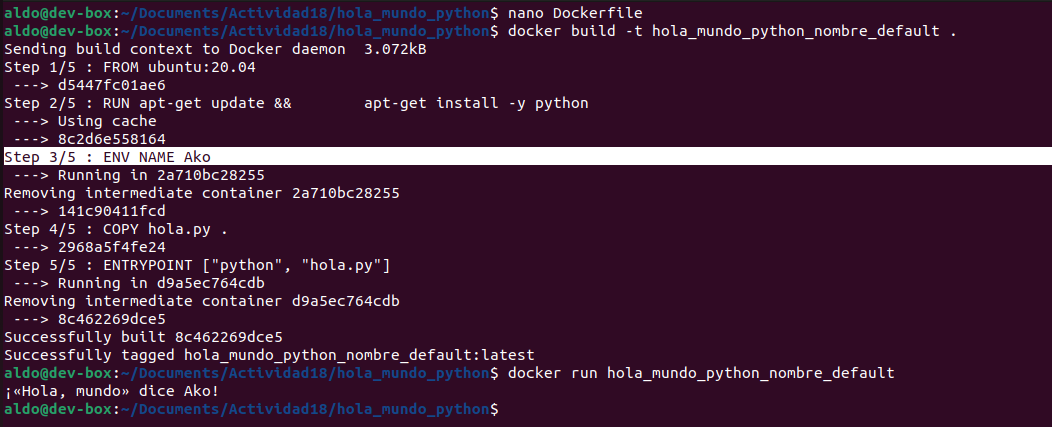 aldo@dev-box:~/Documents/Actividad18/hola_mundo_python$ nano Dockerfile
aldo@dev-box:~/Documents/Actividad18/hola_mundo_python$ docker build -t hola_mundo_python_nombre_default .
Sending build context to Docker daemon  3.072kB
Step 1/5 : FROM ubuntu:20.04
 ---> d5447fc01ae6
Step 2/5 : RUN apt-get update &&        apt-get install -y python
 ---> Using cache
 ---> 8c2d6e558164
Step 3/5 : ENV NAME Ako
 ---> Running in 2a710bc28255
Removing intermediate container 2a710bc28255
 ---> 141c90411fcd
Step 4/5 : COPY hola.py .
 ---> 2968a5f4fe24
Step 5/5 : ENTRYPOINT ["python", "hola.py"]
 ---> Running in d9a5ec764cdb
Removing intermediate container d9a5ec764cdb
 ---> 8c462269dce5
Successfully built 8c462269dce5
Successfully tagged hola_mundo_python_nombre_default:latest
aldo@dev-box:~/Documents/Actividad18/hola_mundo_python$ docker run hola_mundo_python_nombre_default
¡«Hola, mundo» dice Ako!
aldo@dev-box:~/Documents/Actividad18/hola_mundo_python$